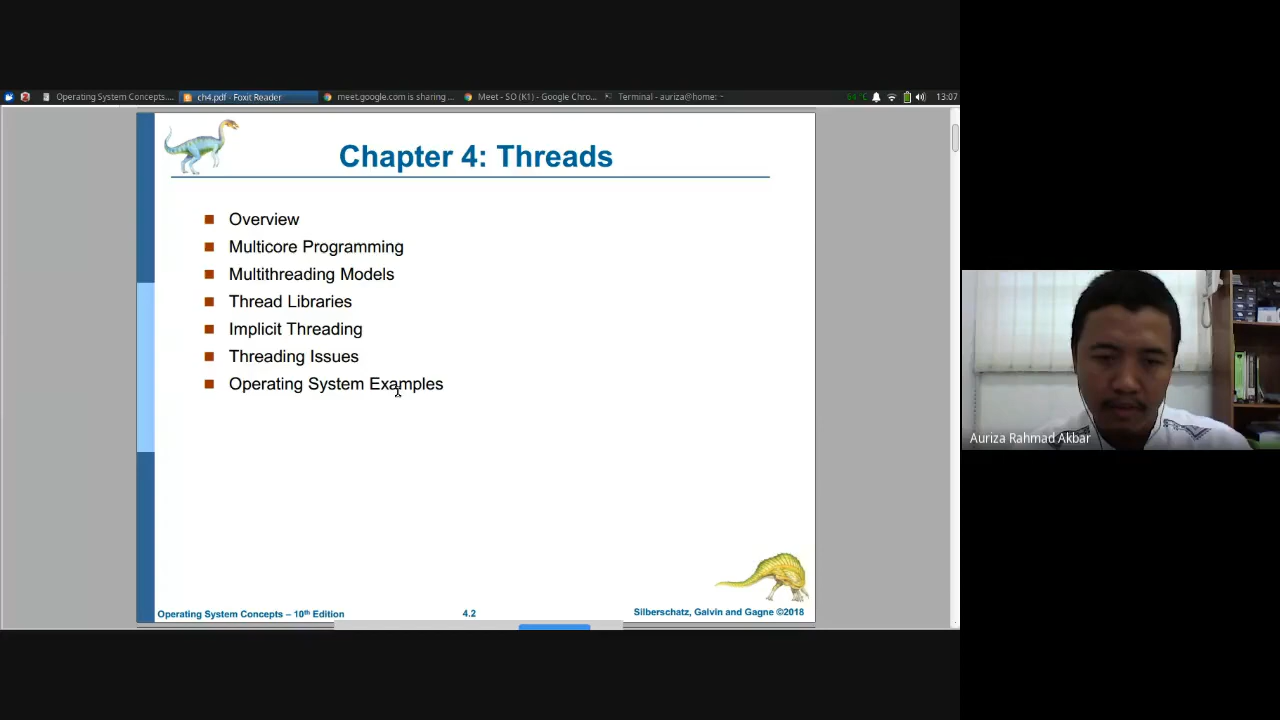 Operating System Concepts....
ch4.pdf - Foxit Reader
meet.google.com is sharing ...
Meet - SO (K1) - Google Chro...
Terminal - auriza@home: ~
64°C
13:07
Chapter 4: Threads
Overview
Multicore Programming
Multithreading Models
Thread Libraries
Implicit Threading
Threading Issues
Operating System Examples
Operating System Concepts – 10th Edition
4.2
Silberschatz, Galvin and Gagne ©2018
Auriza Rahmad Akbar